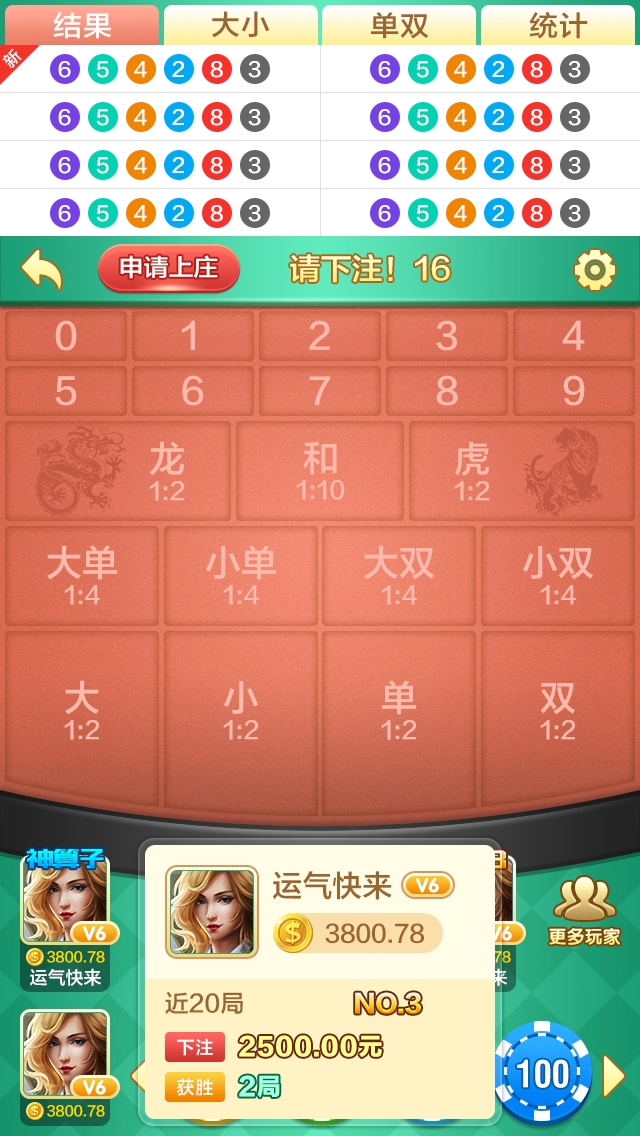 结果 大小 单双 统计
新
6 5 4 2 8 3 6 5 4 2 8 3
6 5 4 2 8 3 6 5 4 2 8 3
6 5 4 2 8 3 6 5 4 2 8 3
6 5 4 2 8 3 6 5 4 2 8 3
申请上庄 请下注！16
0 1 2 3 4
5 6 7 8 9
龙 和 虎
1:2 1:10 1:2
大单 小单 大双 小双
1:4 1:4 1:4 1:4
大 小 单 双
1:2 1:2 1:2 1:2
神算子
V6
3800.78
运气快来
运气快来 V6
$ 3800.78
近20局 NO.3
下注 2500.00元
获胜 2局
V6
78
来
更多玩家
V6
3800.78
100